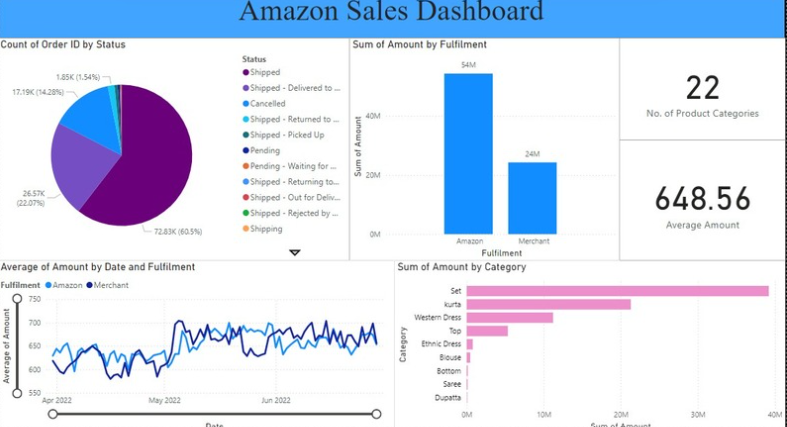 Amazon Sales Dashboard
Count of Order ID by Status
1.85K (1.54%)
17.19K (14.28%)
26.57K
(22.07%)
72.83K (60.5%)
Status
Shipped
Shipped - Delivered to ...
Cancelled
Shipped - Returned to ...
Shipped - Picked Up
Pending
Pending - Waiting for ...
Shipped - Returning to...
Shipped - Out for Deliv...
Shipped - Rejected by ...
Shipping
Sum of Amount by Fulfilment
Sum of Amount
40M
20M
0M
54M
24M
Amazon Merchant
Fulfilment
22
No. of Product Categories
648.56
Average Amount
Average of Amount by Date and Fulfilment
Fulfilment Amazon Merchant
Average of Amount
750
700
650
600
550
Apr 2022 May 2022 Jun 2022
Date
Sum of Amount by Category
Category
Set
kurta
Western Dress
Top
Ethnic Dress
Blouse
Bottom
Saree
Dupatta
0M 10M 20M 30M 40M
Sum of Amount